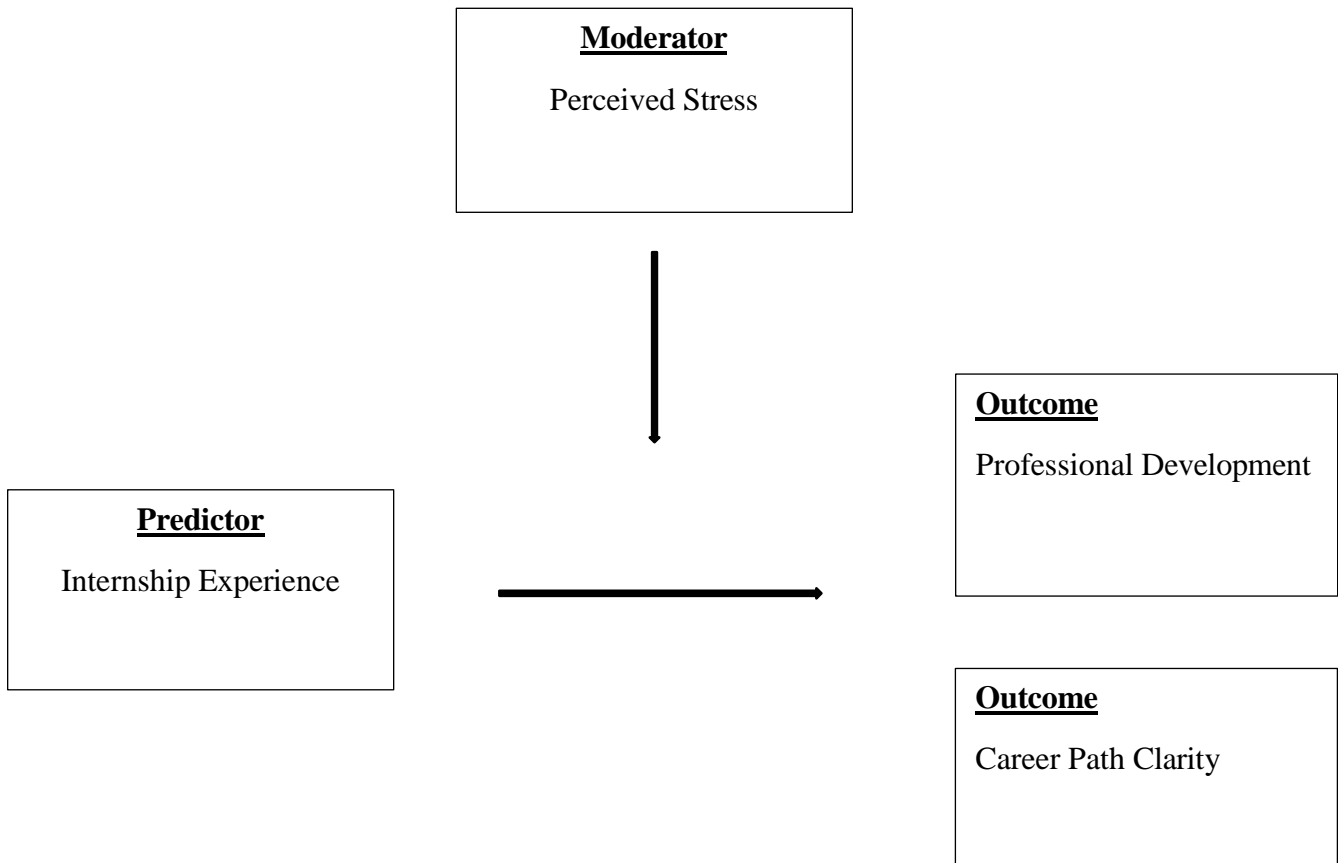 Moderator
Perceived Stress
Outcome
Professional Development
Predictor
Internship Experience
Outcome
Career Path Clarity